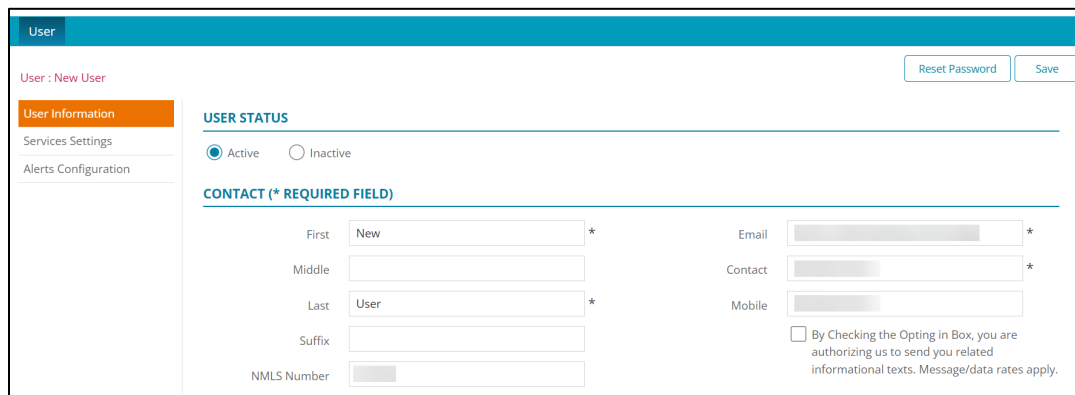 User
User : New User
Reset Password
Save
User Information
Services Settings
Alerts Configuration
USER STATUS
Active
Inactive
CONTACT (* REQUIRED FIELD)
First New *
Middle
Last User *
Suffix
NMLS Number
Email *
Contact *
Mobile
By Checking the Opting in Box, you are
authorizing us to send you related
informational texts. Message/data rates apply.